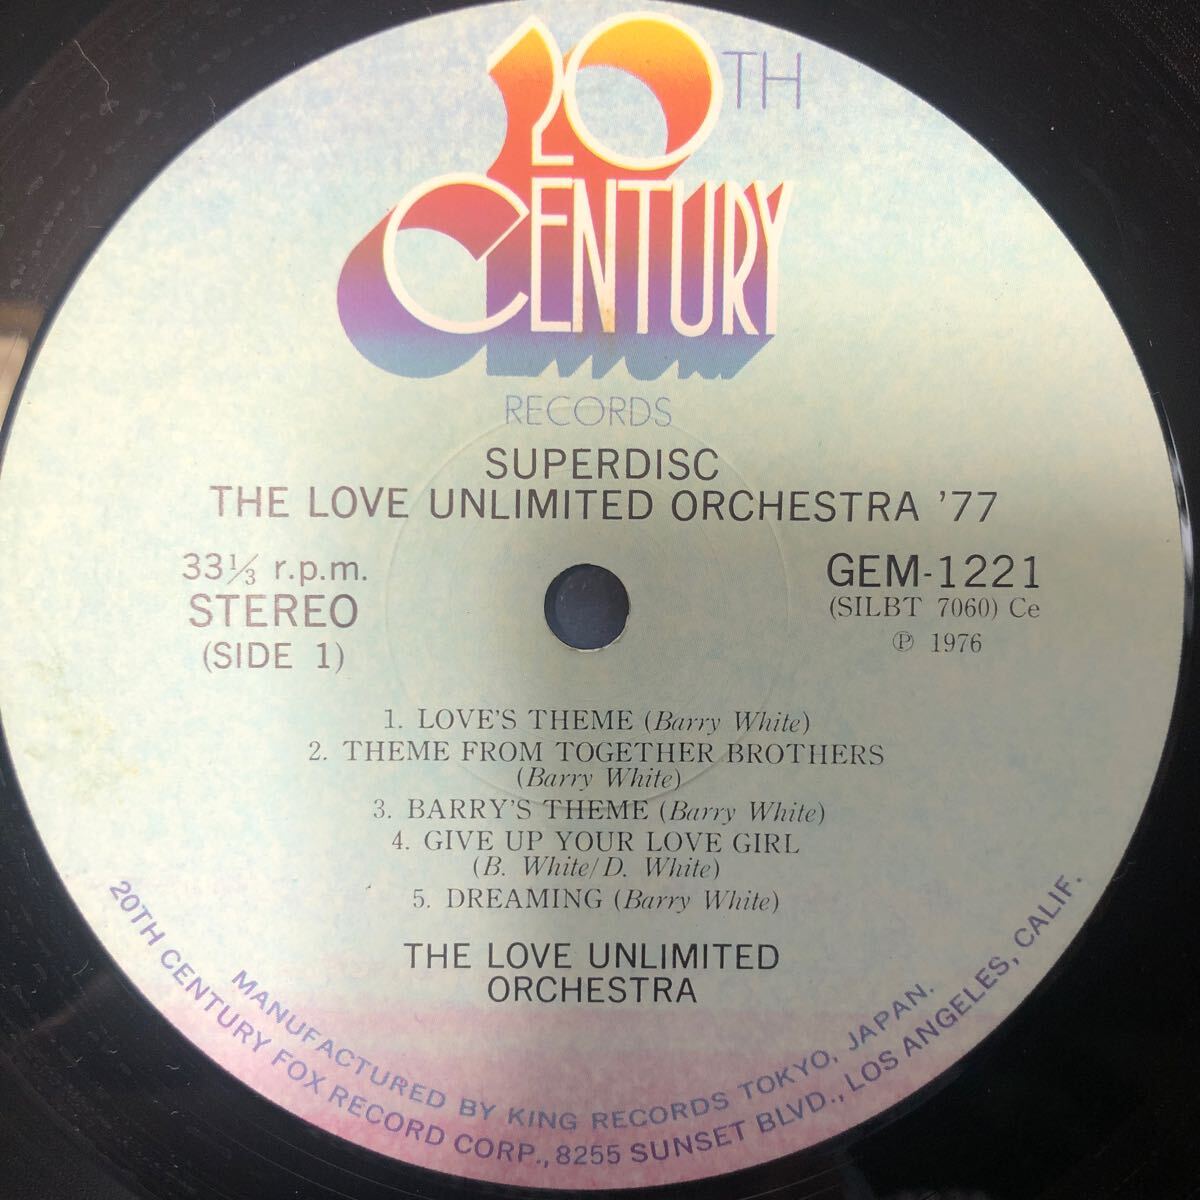 20TH
CENTURY
RECORDS
SUPERDISC
THE LOVE UNLIMITED ORCHESTRA '77
33⅓ r.p.m.
STEREO
(SIDE 1)
GEM-1221
(SILBT 7060) Ce
Ⓟ 1976
1. LOVE'S THEME (Barry White)
2. THEME FROM TOGETHER BROTHERS
(Barry White)
3. BARRY'S THEME (Barry White)
4. GIVE UP YOUR LOVE GIRL
(B. White/D. White)
5. DREAMING (Barry White)
THE LOVE UNLIMITED
ORCHESTRA
MANUFACTURED BY KING RECORDS TOKYO, JAPAN.
20TH CENTURY FOX RECORD CORP., 8255 SUNSET BLVD., LOS ANGELES, CALIF.